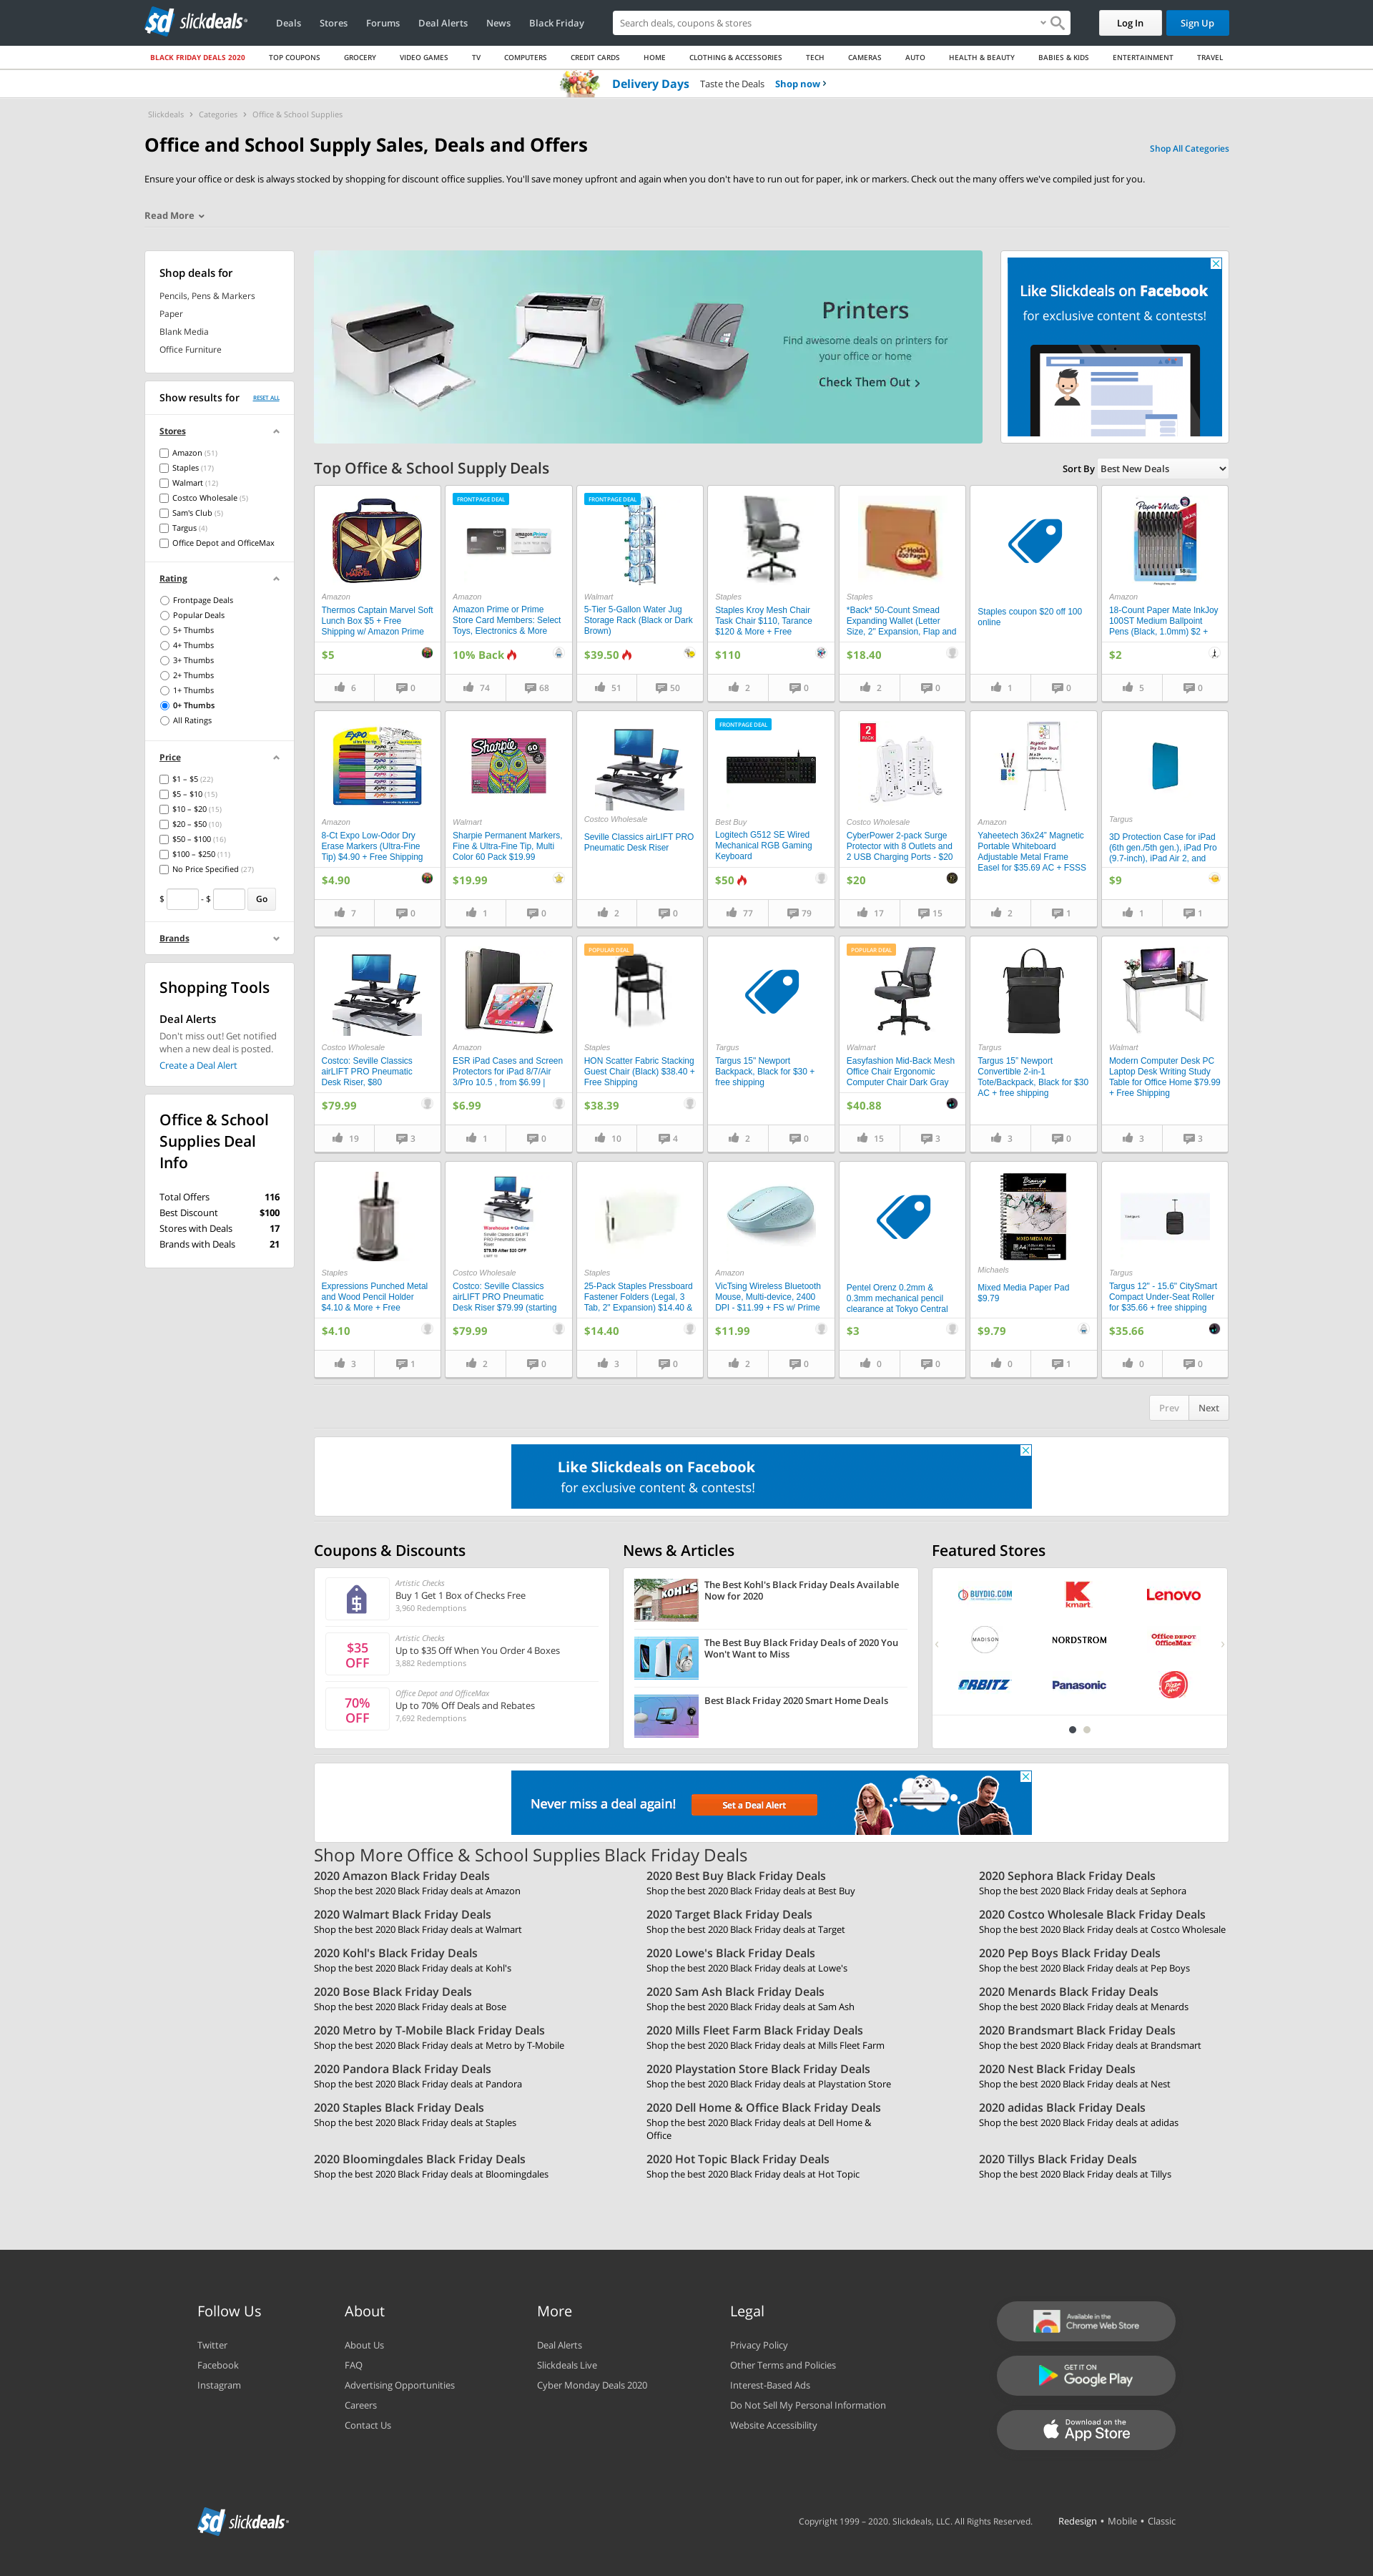 slickdeals
Deals Stores Forums Deal Alerts News Black Friday
Search deals, coupons & stores
Log In Sign Up
BLACK FRIDAY DEALS 2020 TOP COUPONS GROCERY VIDEO GAMES TV COMPUTERS CREDIT CARDS HOME CLOTHING & ACCESSORIES TECH CAMERAS AUTO HEALTH & BEAUTY BABIES & KIDS ENTERTAINMENT TRAVEL
Delivery Days Taste the Deals Shop now ›
Slickdeals › Categories › Office & School Supplies
Office and School Supply Sales, Deals and Offers
Shop All Categories
Ensure your office or desk is always stocked by shopping for discount office supplies. You'll save money upfront and again when you don't have to run out for paper, ink or markers. Check out the many offers we've compiled just for you.
Read More
Shop deals for
Pencils, Pens & Markers
Paper
Blank Media
Office Furniture
Show results for RESET ALL
Stores
Amazon (51)
Staples (17)
Walmart (12)
Costco Wholesale (5)
Sam's Club (5)
Targus (4)
Office Depot and OfficeMax
Rating
Frontpage Deals
Popular Deals
5+ Thumbs
4+ Thumbs
3+ Thumbs
2+ Thumbs
1+ Thumbs
0+ Thumbs
All Ratings
Price
$1 – $5 (22)
$5 – $10 (15)
$10 – $20 (15)
$20 – $50 (10)
$50 – $100 (16)
$100 – $250 (11)
No Price Specified (27)
$ - $ Go
Brands
Shopping Tools
Deal Alerts
Don't miss out! Get notified
when a new deal is posted.
Create a Deal Alert
Office & School
Supplies Deal
Info
Total Offers 116
Best Discount $100
Stores with Deals 17
Brands with Deals 21
Printers
Find awesome deals on printers for
your office or home
Check Them Out
Like Slickdeals on Facebook
for exclusive content & contests!
Top Office & School Supply Deals
Sort By Best New Deals
Amazon
Thermos Captain Marvel Soft
Lunch Box $5 + Free
Shipping w/ Amazon Prime
$5
6 0
FRONTPAGE DEAL
Amazon
Amazon Prime or Prime
Store Card Members: Select
Toys, Electronics & More
10% Back
74 68
FRONTPAGE DEAL
Walmart
5-Tier 5-Gallon Water Jug
Storage Rack (Black or Dark
Brown)
$39.50
51 50
Staples
Staples Kroy Mesh Chair
Task Chair $110, Tarance
$120 & More + Free
$110
2 0
2" Holds
400 Pages
Staples
*Back* 50-Count Smead
Expanding Wallet (Letter
Size, 2" Expansion, Flap and
$18.40
2 0
Staples coupon $20 off 100
online
1 0
Paper Mate
Amazon
18-Count Paper Mate InkJoy
100ST Medium Ballpoint
Pens (Black, 1.0mm) $2 +
$2
5 0
EXPO
Amazon
8-Ct Expo Low-Odor Dry
Erase Markers (Ultra-Fine
Tip) $4.90 + Free Shipping
$4.90
7 0
Sharpie 60
Walmart
Sharpie Permanent Markers,
Fine & Ultra-Fine Tip, Multi
Color 60 Pack $19.99
$19.99
1 0
Costco Wholesale
Seville Classics airLIFT PRO
Pneumatic Desk Riser
2 0
FRONTPAGE DEAL
Best Buy
Logitech G512 SE Wired
Mechanical RGB Gaming
Keyboard
$50
77 79
2 PACK
Costco Wholesale
CyberPower 2-pack Surge
Protector with 8 Outlets and
2 USB Charging Ports - $20
$20
17 15
Magnetic
Dry Erase Board
Amazon
Yaheetech 36x24" Magnetic
Portable Whiteboard
Adjustable Metal Frame
Easel for $35.69 AC + FSSS
2 1
Targus
3D Protection Case for iPad
(6th gen./5th gen.), iPad Pro
(9.7-inch), iPad Air 2, and
$9
1 1
Costco Wholesale
Costco: Seville Classics
airLIFT PRO Pneumatic
Desk Riser, $80
$79.99
19 3
Amazon
ESR iPad Cases and Screen
Protectors for iPad 8/7/Air
3/Pro 10.5 , from $6.99 |
$6.99
1 0
POPULAR DEAL
Staples
HON Scatter Fabric Stacking
Guest Chair (Black) $38.40 +
Free Shipping
$38.39
10 4
Targus
Targus 15" Newport
Backpack, Black for $30 +
free shipping
2 0
POPULAR DEAL
Walmart
Easyfashion Mid-Back Mesh
Office Chair Ergonomic
Computer Chair Dark Gray
$40.88
15 3
Targus
Targus 15" Newport
Convertible 2-in-1
Tote/Backpack, Black for $30
AC + free shipping
3 0
Walmart
Modern Computer Desk PC
Laptop Desk Writing Study
Table for Office Home $79.99
+ Free Shipping
3 3
Staples
Expressions Punched Metal
and Wood Pencil Holder
$4.10 & More + Free
$4.10
3 1
Warehouse + Online
Seville Classics airLIFT
PRO Pneumatic Desk
Riser
$79.99 After $20 OFF
Costco Wholesale
Costco: Seville Classics
airLIFT PRO Pneumatic
Desk Riser $79.99 (starting
$79.99
2 0
Staples
25-Pack Staples Pressboard
Fastener Folders (Legal, 3
Tab, 2" Expansion) $14.40 &
$14.40
3 0
Amazon
VicTsing Wireless Bluetooth
Mouse, Multi-device, 2400
DPI - $11.99 + FS w/ Prime
$11.99
2 0
Pentel Orenz 0.2mm &
0.3mm mechanical pencil
clearance at Tokyo Central
$3
0 0
MIXED MEDIA PAD
Michaels
Mixed Media Paper Pad
$9.79
$9.79
0 1
Targus
Targus 12" - 15.6" CitySmart
Compact Under-Seat Roller
for $35.66 + free shipping
$35.66
0 0
Prev Next
Like Slickdeals on Facebook
for exclusive content & contests!
Coupons & Discounts
Artistic Checks
Buy 1 Get 1 Box of Checks Free
3,960 Redemptions
$35
OFF
Artistic Checks
Up to $35 Off When You Order 4 Boxes
3,882 Redemptions
70%
OFF
Office Depot and OfficeMax
Up to 70% Off Deals and Rebates
7,692 Redemptions
News & Articles
KOHL'S
The Best Kohl's Black Friday Deals Available
Now for 2020
The Best Buy Black Friday Deals of 2020 You
Won't Want to Miss
Best Black Friday 2020 Smart Home Deals
Featured Stores
BUYDIG.COM kmart Lenovo
MADISON NORDSTROM Office DEPOT OfficeMax
ORBITZ Panasonic Pizza Hut
Never miss a deal again! Set a Deal Alert
Shop More Office & School Supplies Black Friday Deals
2020 Amazon Black Friday Deals
Shop the best 2020 Black Friday deals at Amazon
2020 Best Buy Black Friday Deals
Shop the best 2020 Black Friday deals at Best Buy
2020 Sephora Black Friday Deals
Shop the best 2020 Black Friday deals at Sephora
2020 Walmart Black Friday Deals
Shop the best 2020 Black Friday deals at Walmart
2020 Target Black Friday Deals
Shop the best 2020 Black Friday deals at Target
2020 Costco Wholesale Black Friday Deals
Shop the best 2020 Black Friday deals at Costco Wholesale
2020 Kohl's Black Friday Deals
Shop the best 2020 Black Friday deals at Kohl's
2020 Lowe's Black Friday Deals
Shop the best 2020 Black Friday deals at Lowe's
2020 Pep Boys Black Friday Deals
Shop the best 2020 Black Friday deals at Pep Boys
2020 Bose Black Friday Deals
Shop the best 2020 Black Friday deals at Bose
2020 Sam Ash Black Friday Deals
Shop the best 2020 Black Friday deals at Sam Ash
2020 Menards Black Friday Deals
Shop the best 2020 Black Friday deals at Menards
2020 Metro by T-Mobile Black Friday Deals
Shop the best 2020 Black Friday deals at Metro by T-Mobile
2020 Mills Fleet Farm Black Friday Deals
Shop the best 2020 Black Friday deals at Mills Fleet Farm
2020 Brandsmart Black Friday Deals
Shop the best 2020 Black Friday deals at Brandsmart
2020 Pandora Black Friday Deals
Shop the best 2020 Black Friday deals at Pandora
2020 Playstation Store Black Friday Deals
Shop the best 2020 Black Friday deals at Playstation Store
2020 Nest Black Friday Deals
Shop the best 2020 Black Friday deals at Nest
2020 Staples Black Friday Deals
Shop the best 2020 Black Friday deals at Staples
2020 Dell Home & Office Black Friday Deals
Shop the best 2020 Black Friday deals at Dell Home &
Office
2020 adidas Black Friday Deals
Shop the best 2020 Black Friday deals at adidas
2020 Bloomingdales Black Friday Deals
Shop the best 2020 Black Friday deals at Bloomingdales
2020 Hot Topic Black Friday Deals
Shop the best 2020 Black Friday deals at Hot Topic
2020 Tillys Black Friday Deals
Shop the best 2020 Black Friday deals at Tillys
Follow Us
Twitter
Facebook
Instagram
About
About Us
FAQ
Advertising Opportunities
Careers
Contact Us
More
Deal Alerts
Slickdeals Live
Cyber Monday Deals 2020
Legal
Privacy Policy
Other Terms and Policies
Interest-Based Ads
Do Not Sell My Personal Information
Website Accessibility
Available in the
Chrome Web Store
GET IT ON
Google Play
Download on the
App Store
slickdeals
Copyright 1999 – 2020. Slickdeals, LLC. All Rights Reserved. Redesign • Mobile • Classic